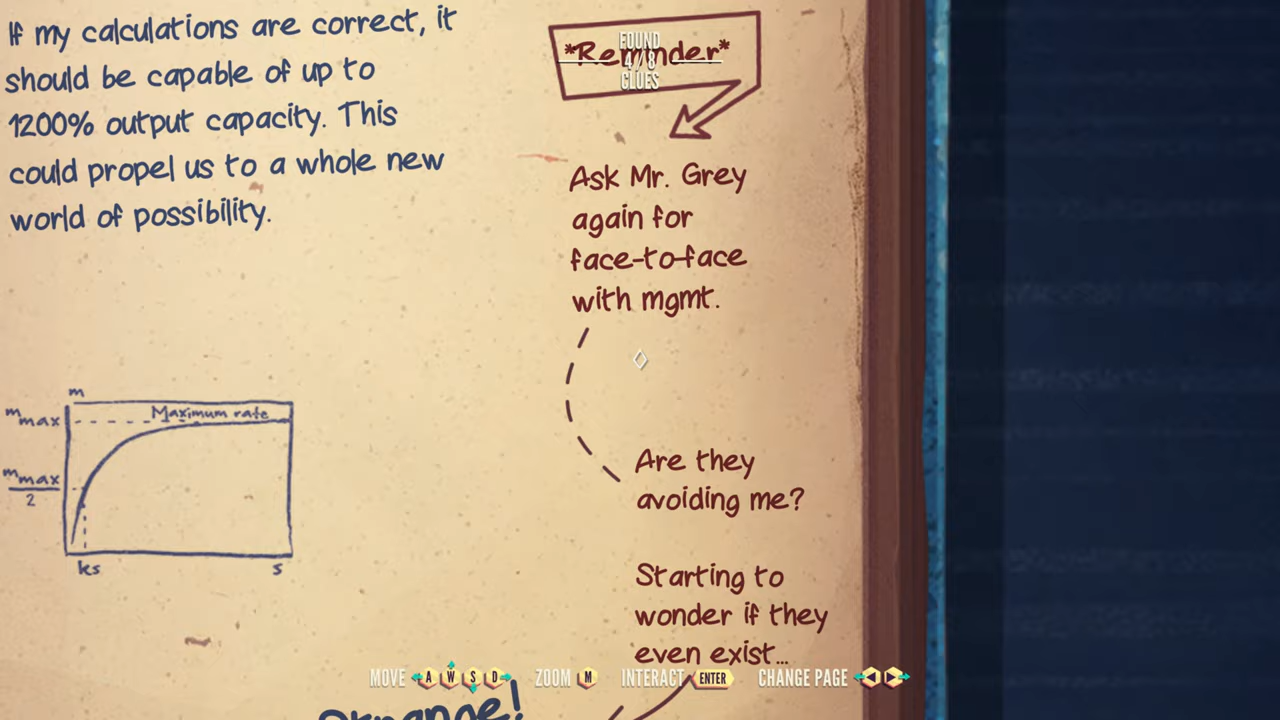 If my calculations are correct, it
should be capable of up to
1200% output capacity. This
could propel us to a whole new
world of possibility.
*Reminder*
FOUND
4/8
CLUES
Ask Mr. Grey
again for
face-to-face
with mgmt.
Are they
avoiding me?
Starting to
wonder if they
even exist...
m
mmax
Maximum rate
mmax
2
ks
s
MOVE A W S D ZOOM M INTERACT ENTER CHANGE PAGE